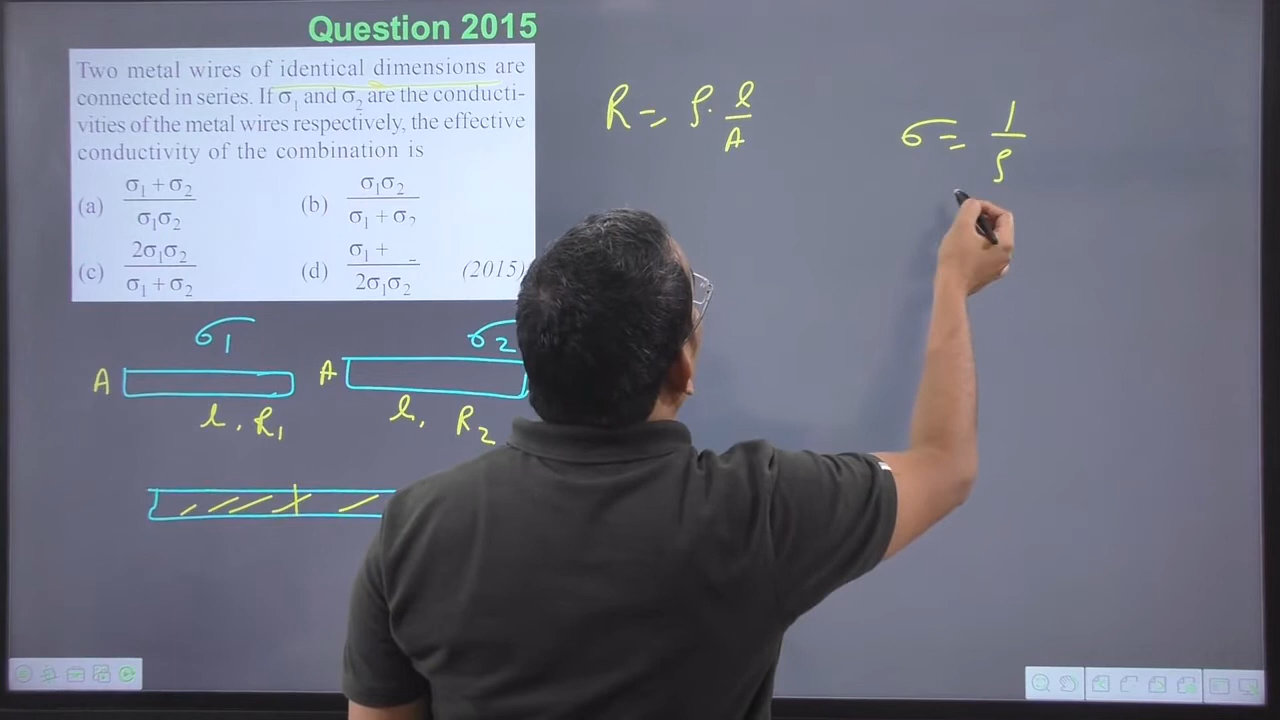 Question 2015
Two metal wires of identical dimensions are
connected in series. If σ₁ and σ₂ are the conducti-
vities of the metal wires respectively, the effective
conductivity of the combination is
(a) (σ₁ + σ₂)/(σ₁σ₂) (b) (σ₁σ₂)/(σ₁ + σ₂)
(c) (2σ₁σ₂)/(σ₁ + σ₂) (d) (σ₁ +)/(2σ₁σ₂) (2015)
R = ρ · l/A
σ = 1/ρ
σ₁ σ₂
A A
l, R₁ l, R₂